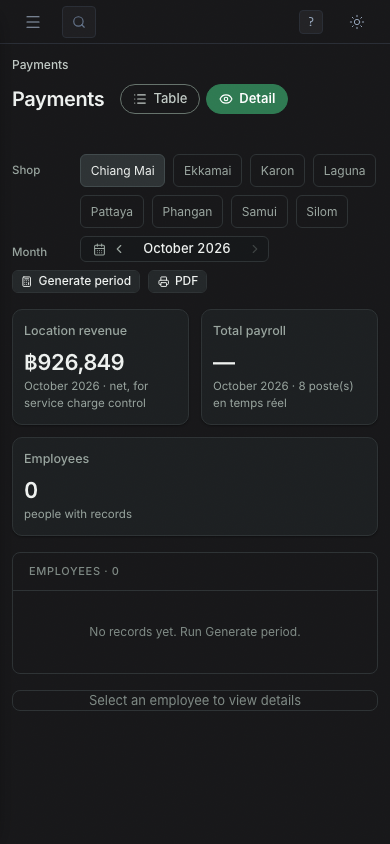 ?
Payments
Payments
Table
Detail
Shop
Chiang Mai
Ekkamai
Karon
Laguna
Pattaya
Phangan
Samui
Silom
Month
October 2026
Generate period
PDF
Location revenue
฿926,849
October 2026 · net, for
service charge control
Total payroll
—
October 2026 · 8 poste(s)
en temps réel
Employees
0
people with records
EMPLOYEES · 0
No records yet. Run Generate period.
Select an employee to view details